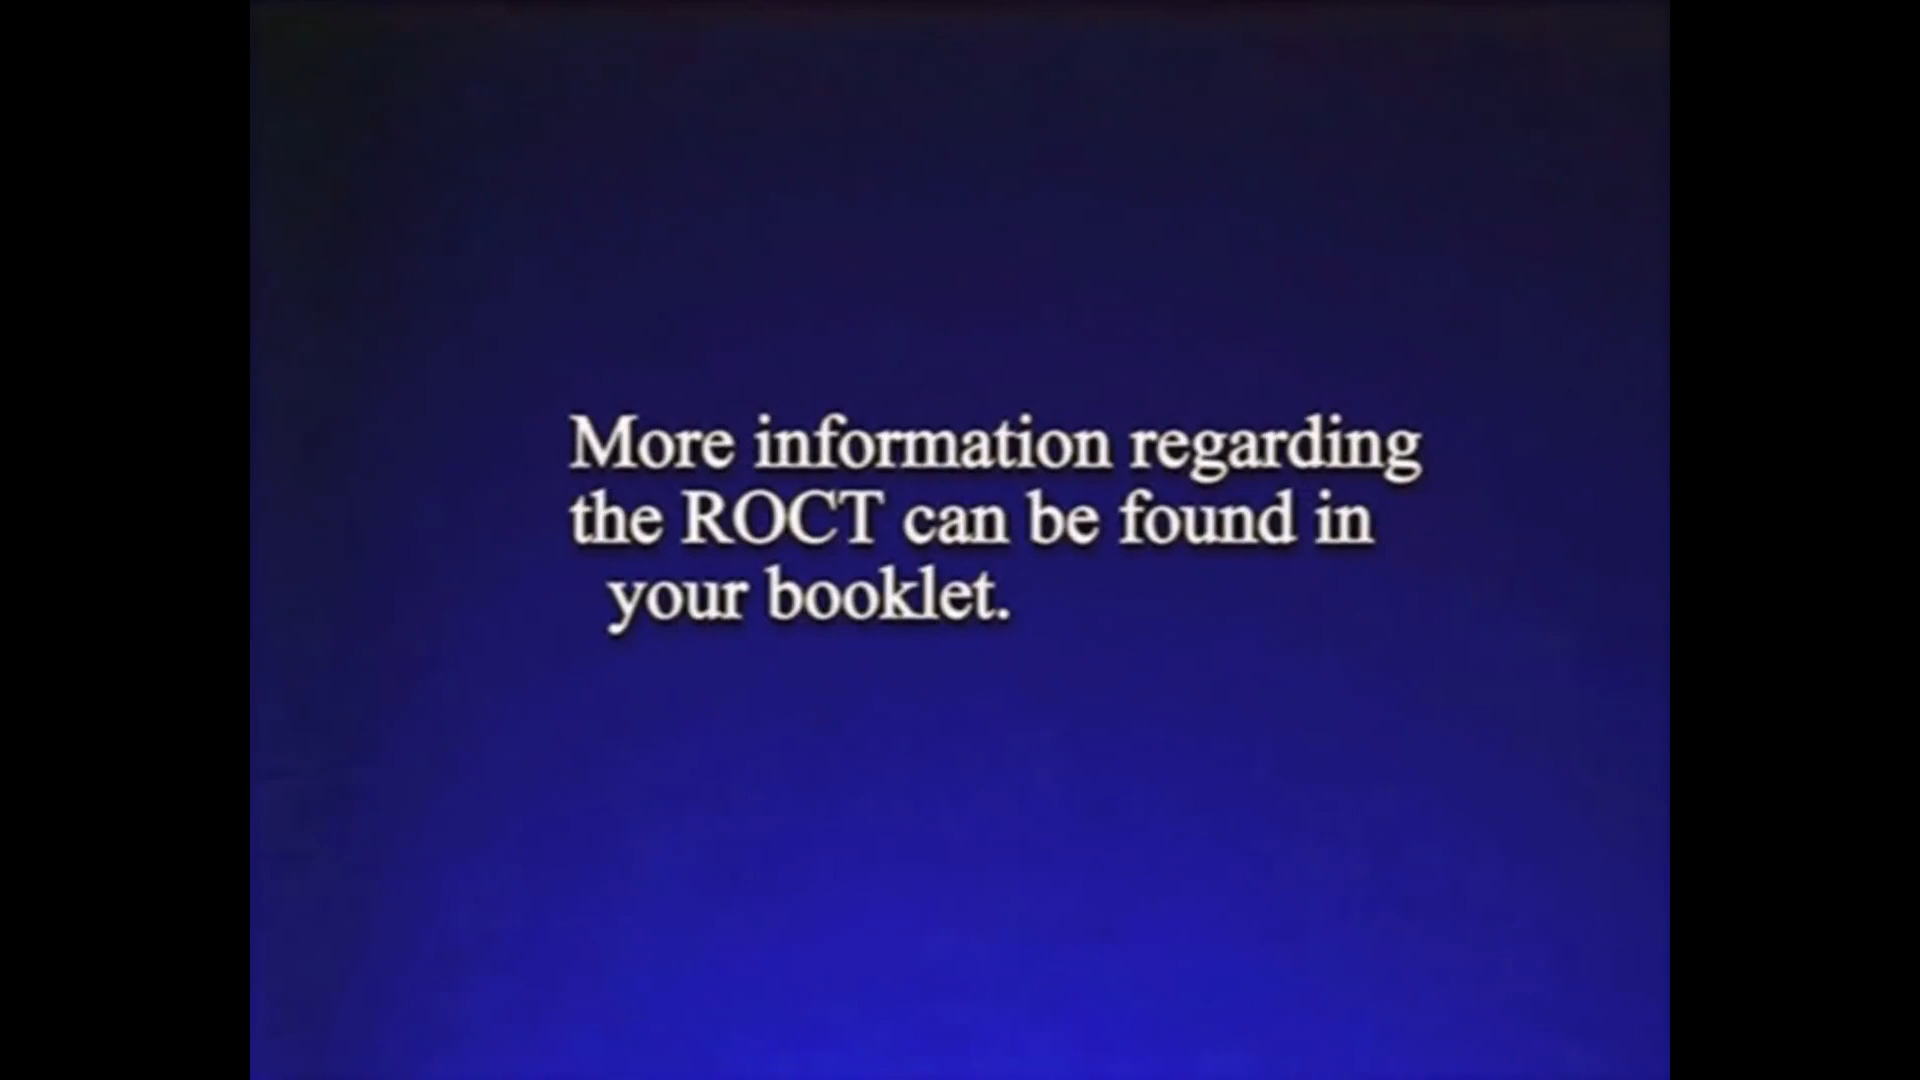 More information regarding
the ROCT can be found in
your booklet.